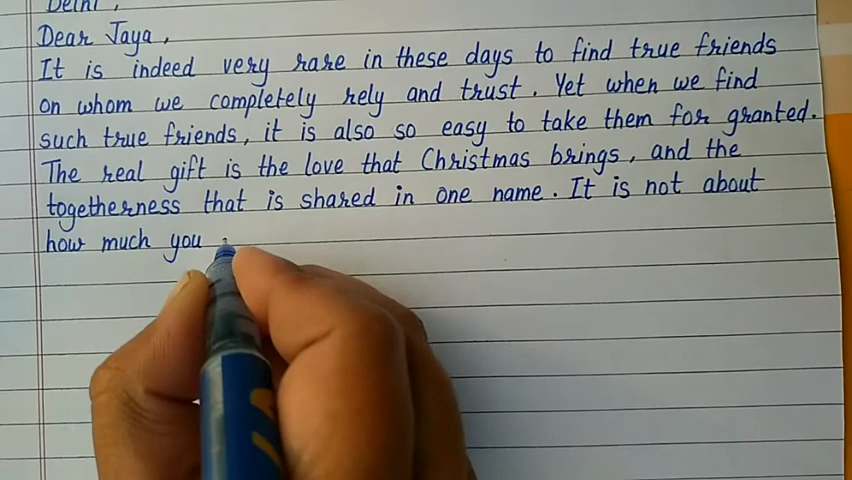 Delhi,
Dear Jaya,
It is indeed very rare in these days to find true friends
on whom we completely rely and trust. Yet when we find
such true friends, it is also so easy to take them for granted.
The real gift is the love that Christmas brings, and the
togetherness that is shared in one name. It is not about
how much you